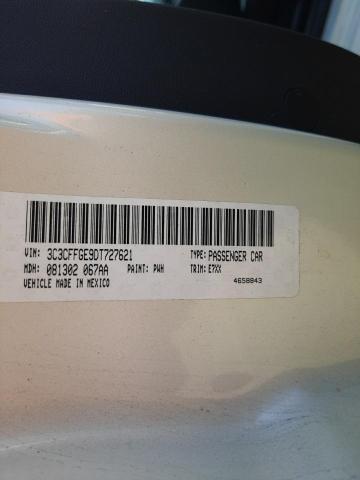 VIN: 3C3CFFGE9DT727621 TYPE: PASSENGER CAR
MDH: 081302 067AA PAINT: PWH TRIM: E7XX
VEHICLE MADE IN MEXICO 4658843